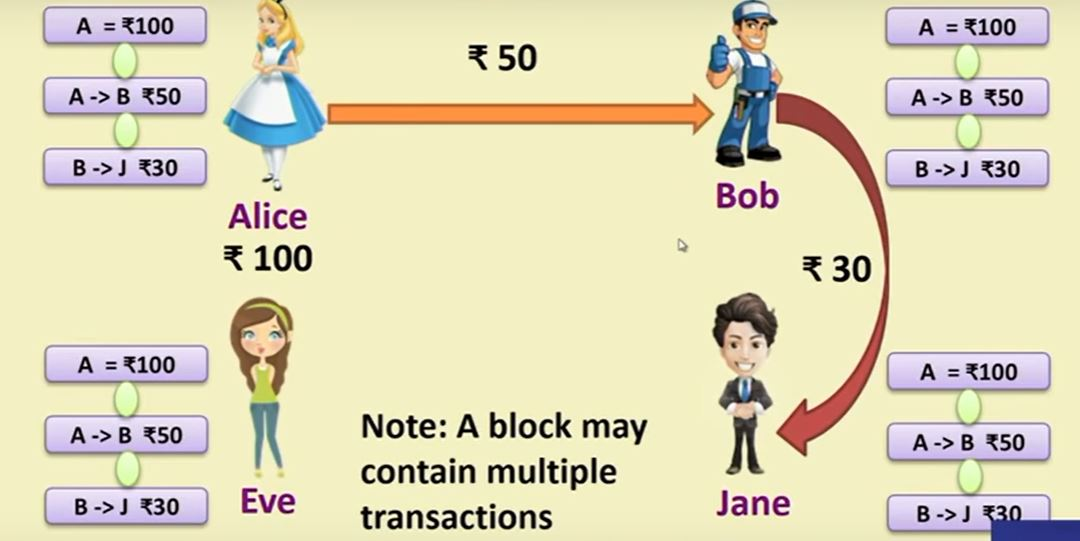 A = ₹100
A -> B ₹50
B -> J ₹30
Alice
₹ 100
₹ 50
Bob
A = ₹100
A -> B ₹50
B -> J ₹30
₹ 30
A = ₹100
A -> B ₹50
B -> J ₹30
Eve
Note: A block may
contain multiple
transactions
Jane
A = ₹100
A -> B ₹50
B -> J ₹30